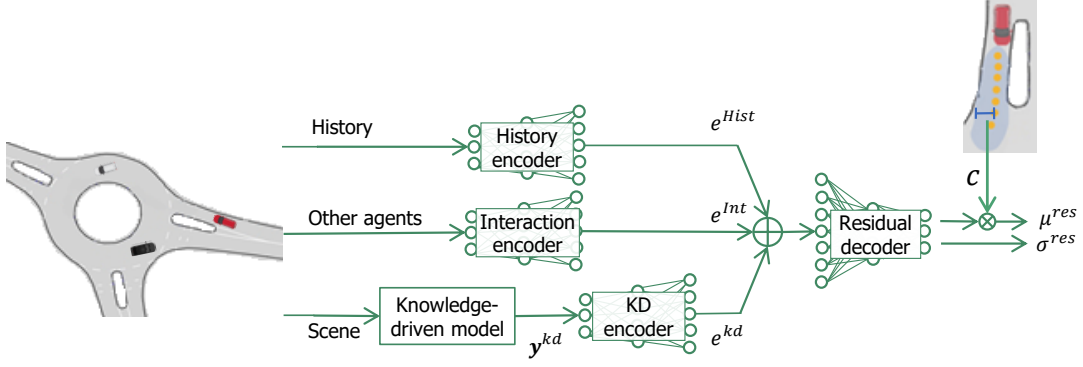 History
History
encoder
e^{Hist}
Other agents
Interaction
encoder
e^{Int}
Scene
Knowledge-
driven model
y^{kd}
KD
encoder
e^{kd}
Residual
decoder
C
μ^{res}
σ^{res}